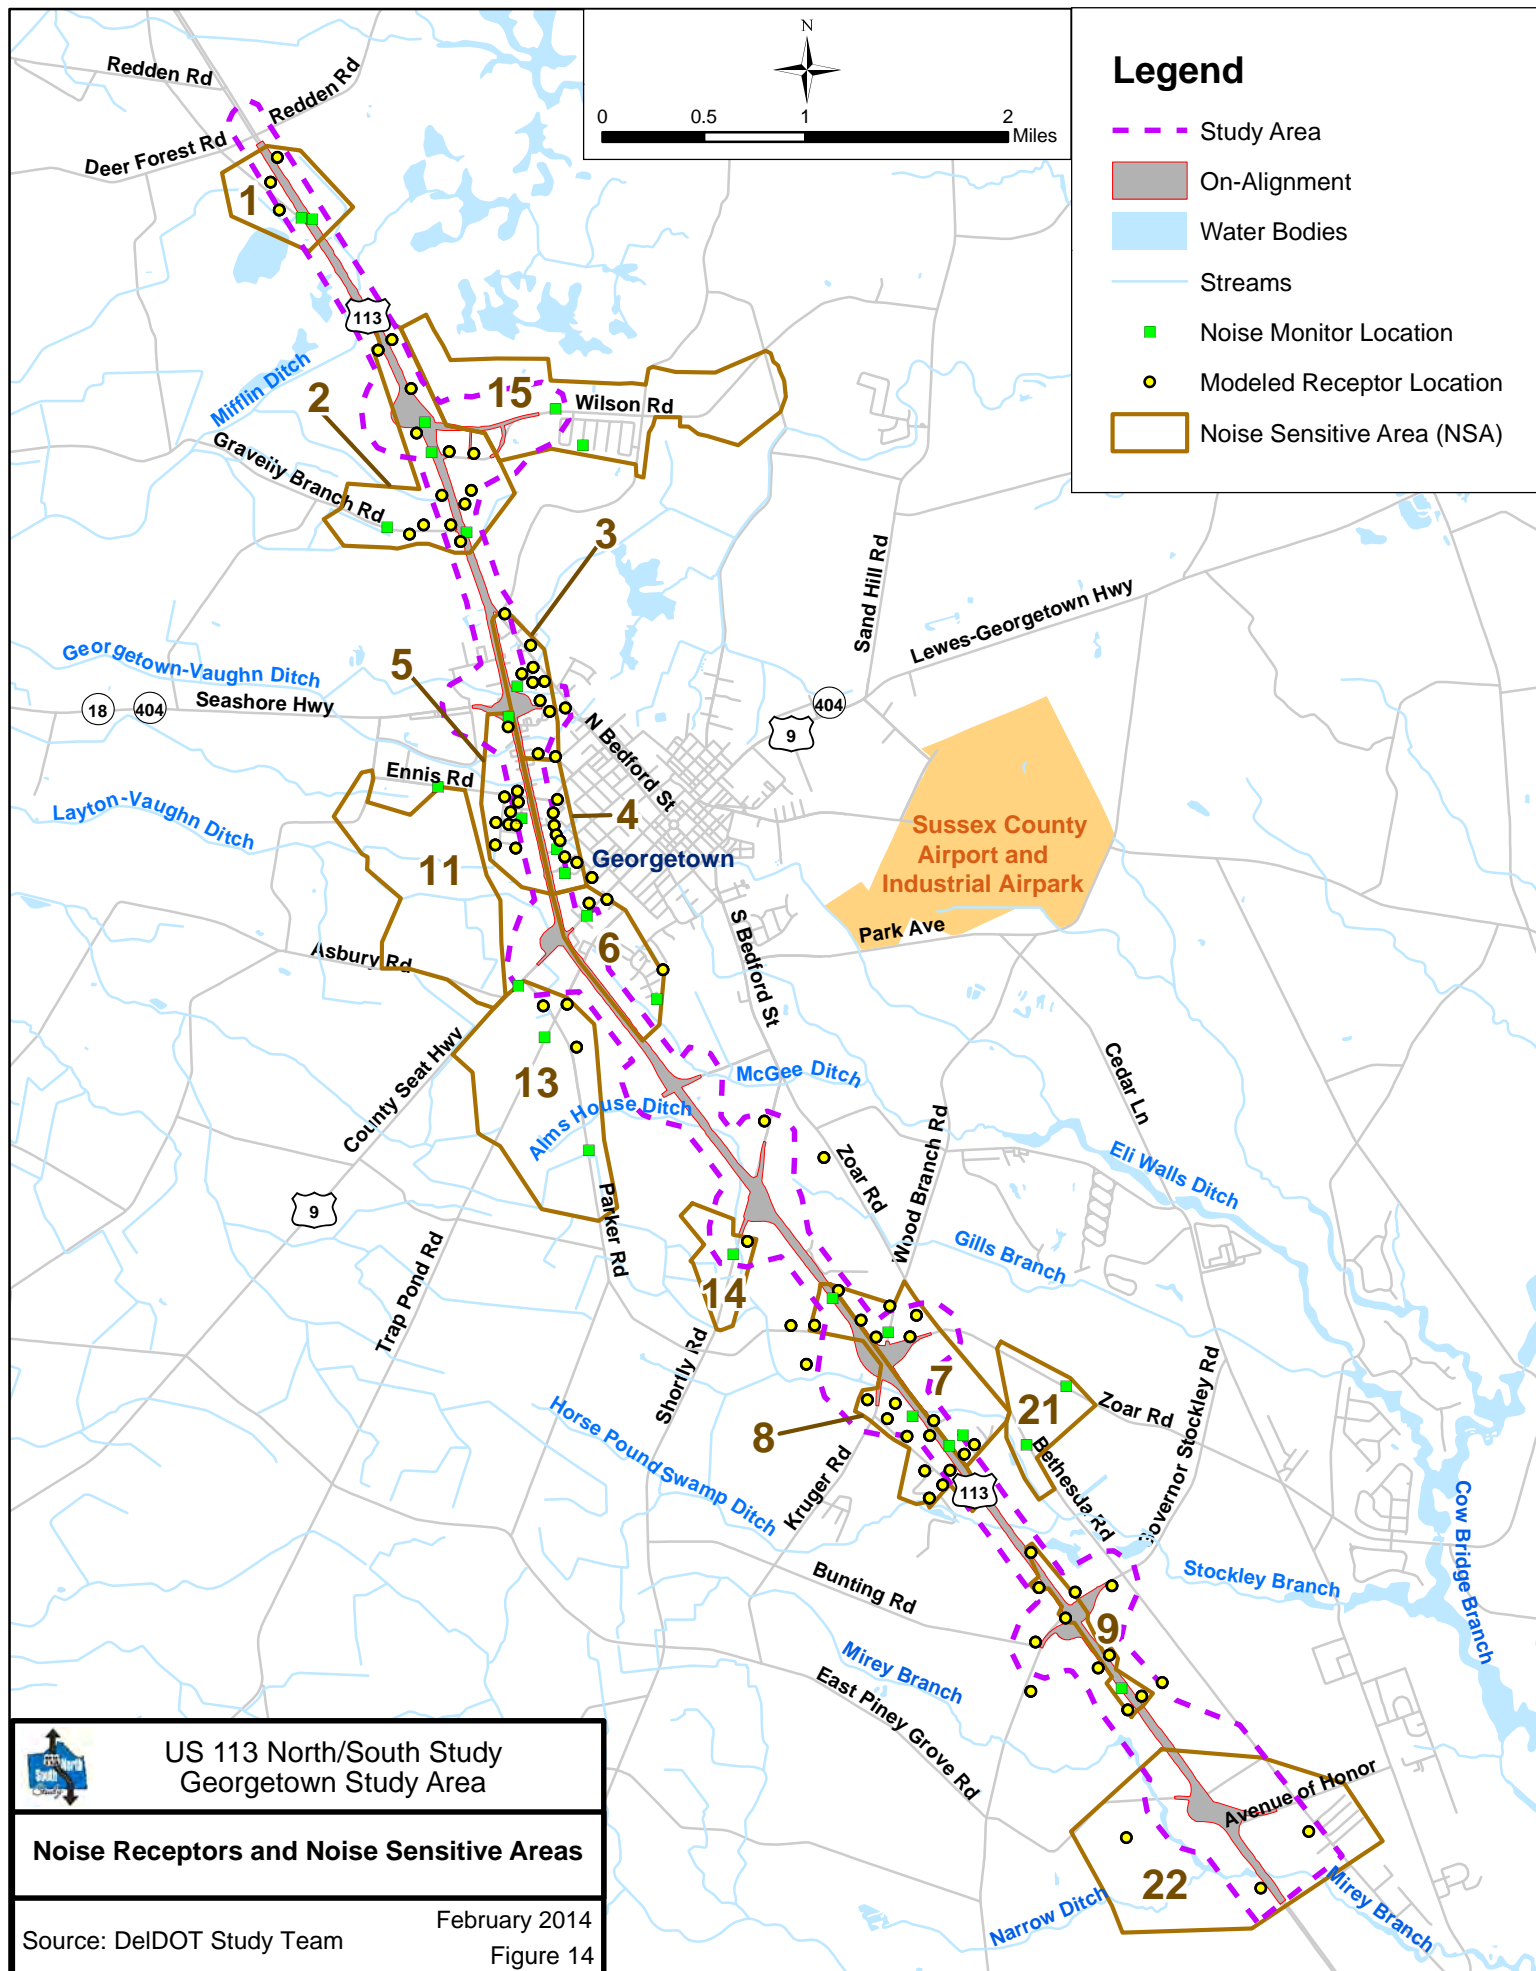 Redden Rd
Redden Rd
Deer Forest Rd
N
0 0.5 1 2
Miles
Legend
Study Area
On-Alignment
Water Bodies
Streams
Noise Monitor Location
Modeled Receptor Location
Noise Sensitive Area (NSA)
1
113
Mifflin Ditch
2
15
Wilson Rd
Gravelly Branch Rd
3
Sand Hill Rd
Lewes-Georgetown Hwy
Georgetown-Vaughn Ditch
5
18
404
Seashore Hwy
404
9
N Bedford St
Ennis Rd
Layton-Vaughn Ditch
4
Georgetown
11
Sussex County
Airport and
Industrial Airpark
Park Ave
S Bedford St
6
Asbury Rd
County Seat Hwy
13
McGee Ditch
Cedar Ln
Alms House Ditch
Zoar Rd
Wood Branch Rd
Eli Walls Ditch
9
Parker Rd
Gills Branch
Trap Pond Rd
14
Shortly Rd
7
21
Zoar Rd
Governor Stockley Rd
8
Horse Pound Swamp Ditch
Kruger Rd
Bethesda Rd
113
Cow Bridge Branch
Bunting Rd
Stockley Branch
9
Mirey Branch
East Piney Grove Rd
Avenue of Honor
22
Narrow Ditch
Mirey Branch
US 113 North/South Study
Georgetown Study Area
Noise Receptors and Noise Sensitive Areas
Source: DelDOT Study Team
February 2014
Figure 14